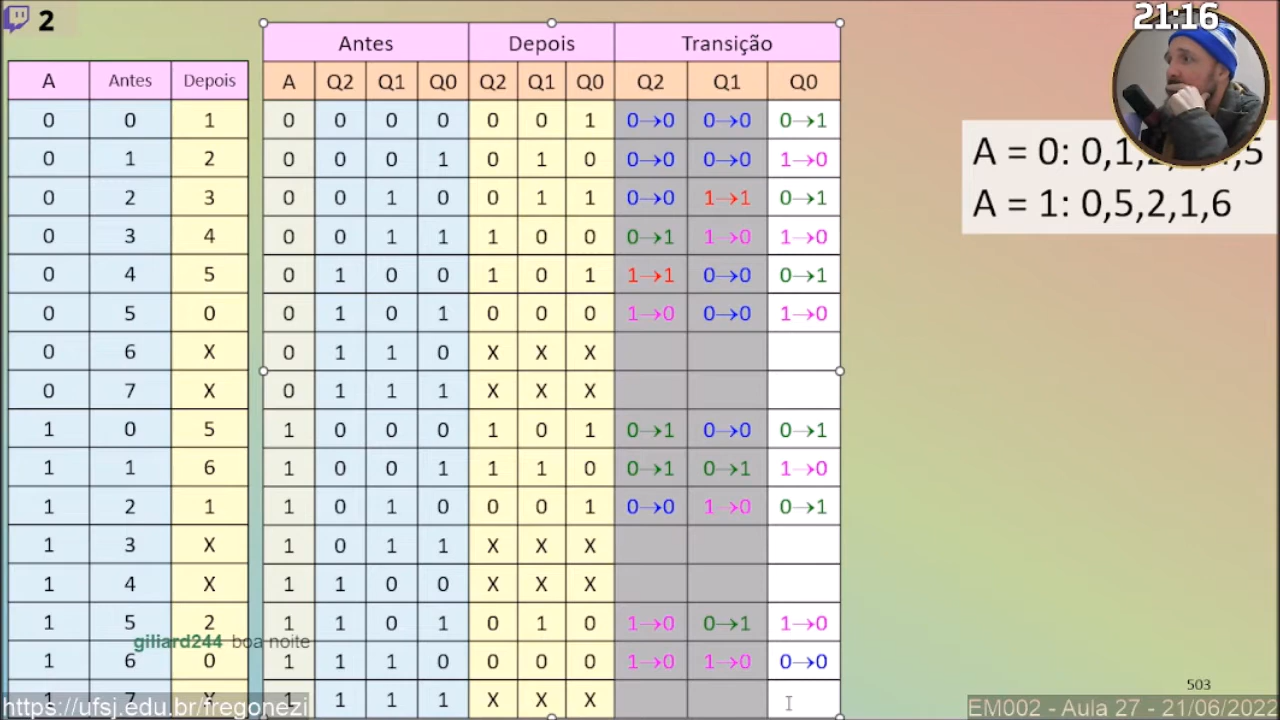 2
21:16
Antes Depois Transição
A Antes Depois A Q2 Q1 Q0 Q2 Q1 Q0 Q2 Q1 Q0
0 0 1 0 0 0 0 0 0 1 0→0 0→0 0→1
0 1 2 0 0 0 1 0 1 0 0→0 0→0 1→0
0 2 3 0 0 1 0 0 1 1 0→0 1→1 0→1
0 3 4 0 0 1 1 1 0 0 0→1 1→0 1→0
0 4 5 0 1 0 0 1 0 1 1→1 0→0 0→1
0 5 0 0 1 0 1 0 0 0 1→0 0→0 1→0
0 6 X 0 1 1 0 X X X
0 7 X 0 1 1 1 X X X
1 0 5 1 0 0 0 1 0 1 0→1 0→0 0→1
1 1 6 1 0 0 1 1 1 0 0→1 0→1 1→0
1 2 1 1 0 1 0 0 0 1 0→0 1→0 0→1
1 3 X 1 0 1 1 X X X
1 4 X 1 1 0 0 X X X
1 5 2 1 1 0 1 0 1 0 1→0 0→1 1→0
1 6 0 1 1 1 0 0 0 0 1→0 1→0 0→0
1 7 X 1 1 1 1 X X X
A = 0: 0,1,2 5
A = 1: 0,5,2,1,6
giliard244 boa noite
https://ufsj.edu.br/fregonezi
503
EM002 - Aula 27 - 21/06/2022